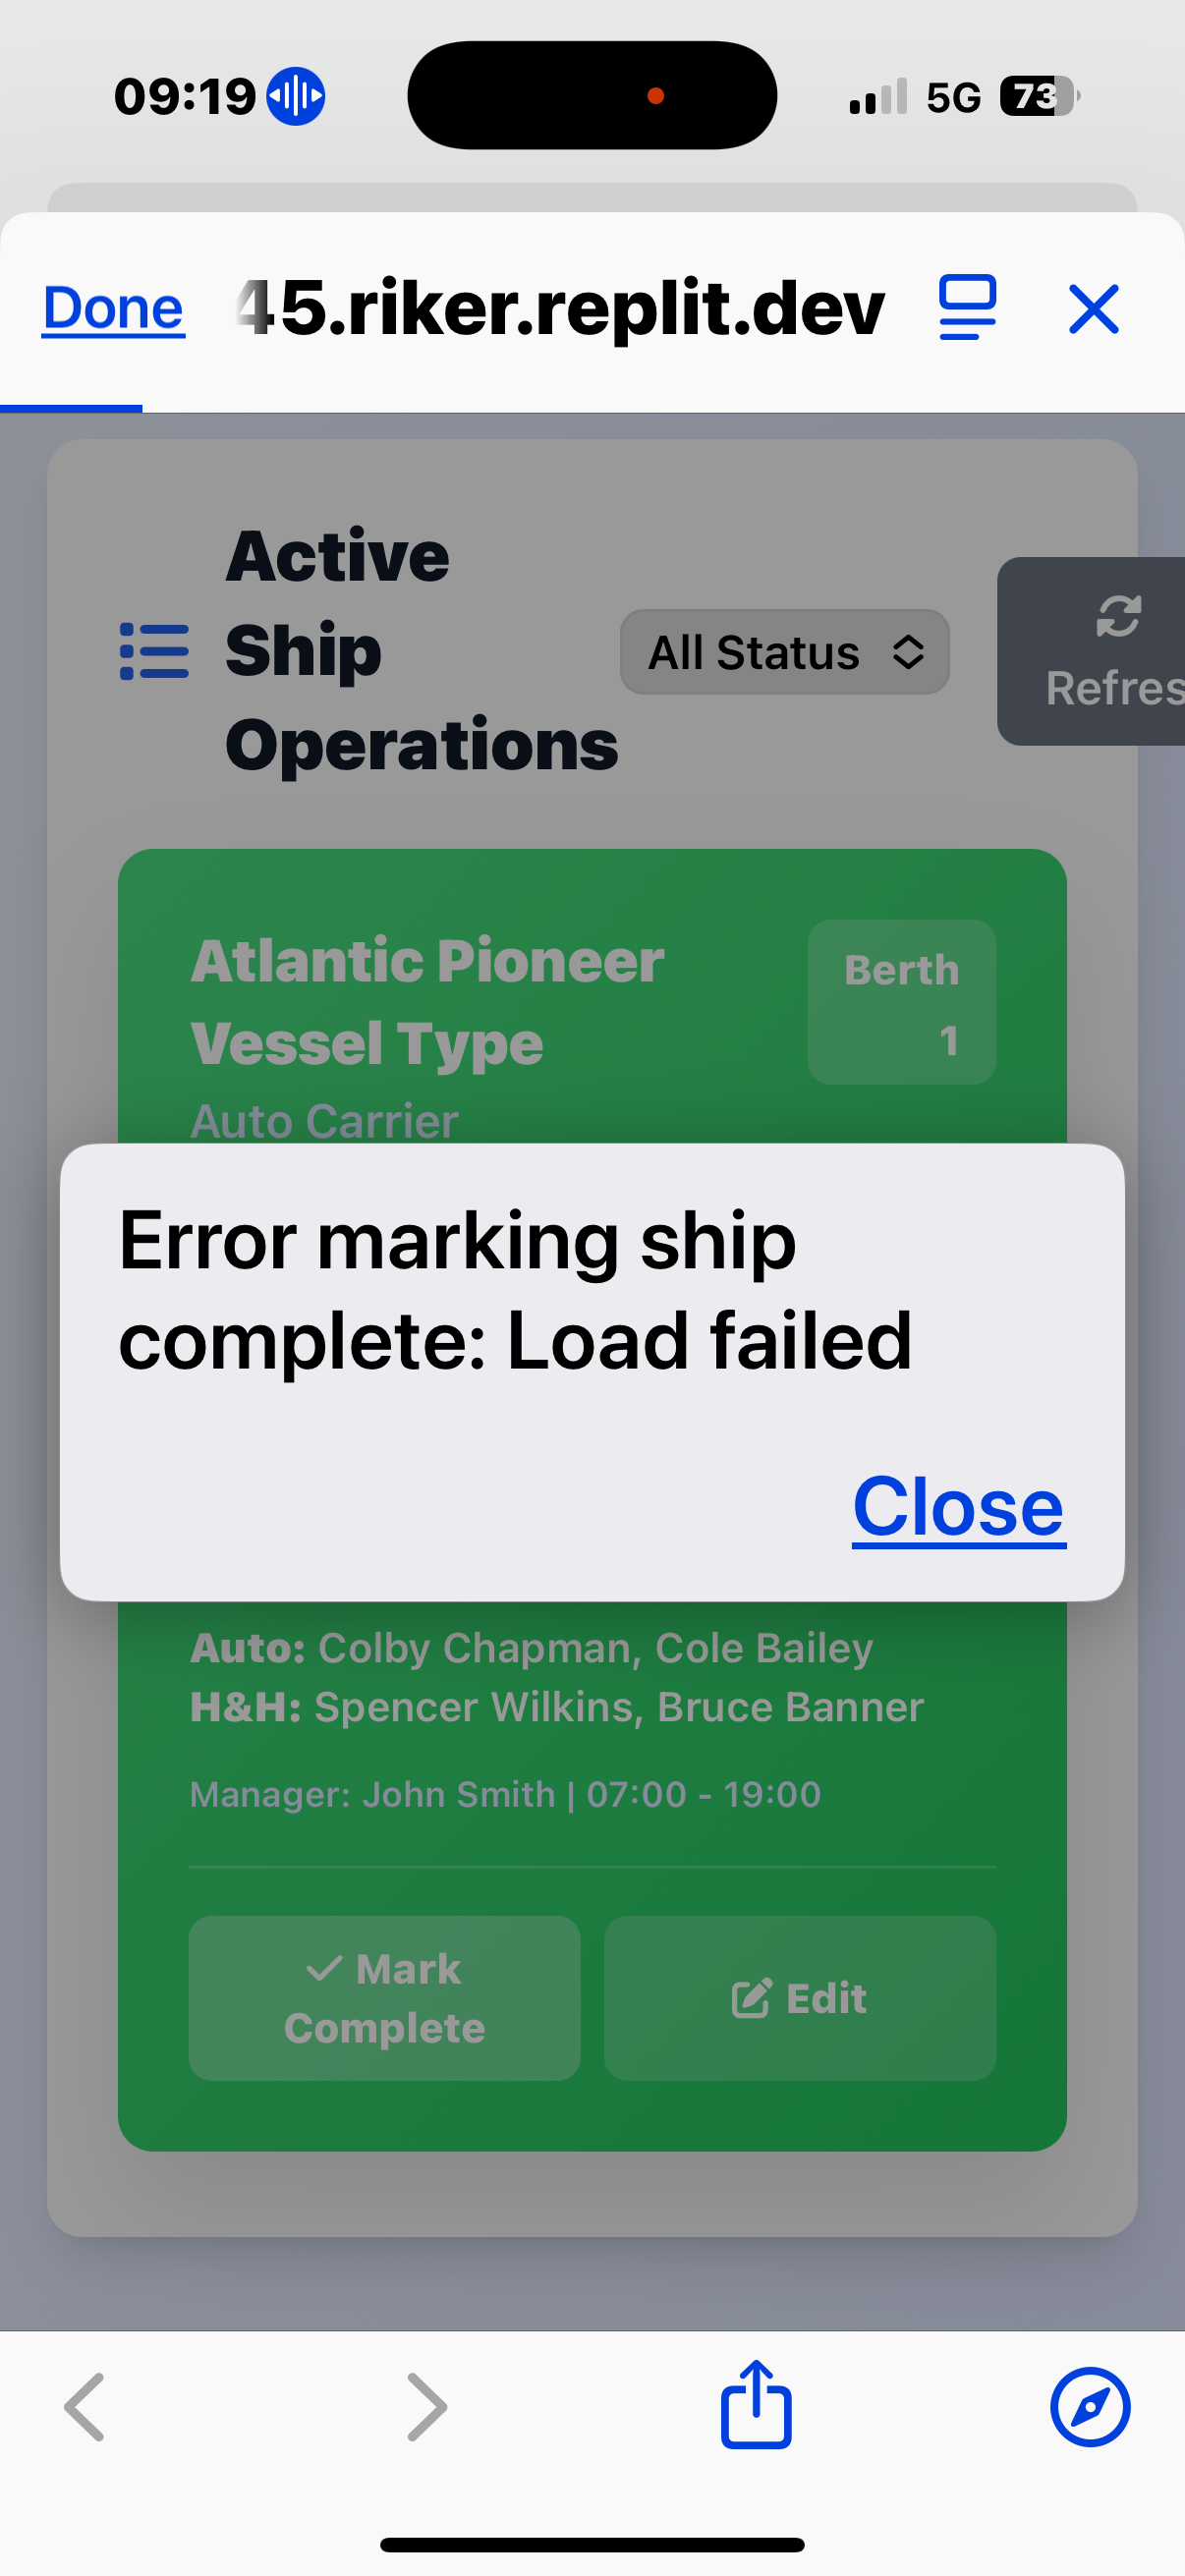 09:19
5G
73
Done
45.riker.replit.dev
Active
Ship
Operations
All Status
Refres
Atlantic Pioneer
Vessel Type
Auto Carrier
Berth
1
Error marking ship
complete: Load failed
Close
Auto: Colby Chapman, Cole Bailey
H&H: Spencer Wilkins, Bruce Banner
Manager: John Smith | 07:00 - 19:00
Mark
Complete
Edit